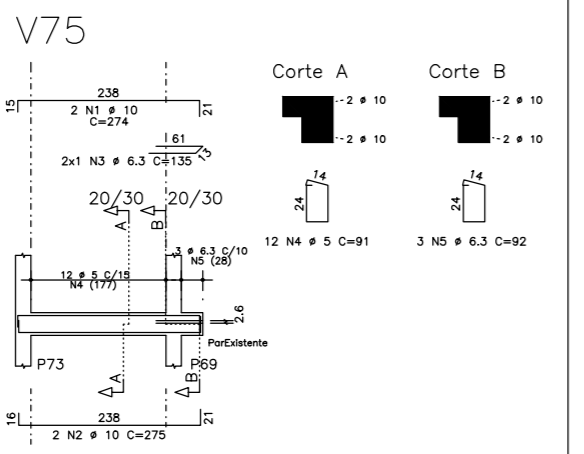 V75
238
15
21
2 N1 ø 10
C=274
61
13
2x1 N3 ø 6.3 C=135
20/30
20/30
A
B
3 ø 6.3 C/10
N5 (28)
12 ø 5 C/15
N4 (177)
2.6
ParExistente
P73
P69
A
B
238
16
21
2 N2 ø 10 C=275
Corte A
2 ø 10
2 ø 10
14
24
12 N4 ø 5 C=91
Corte B
2 ø 10
2 ø 10
14
24
3 N5 ø 6.3 C=92